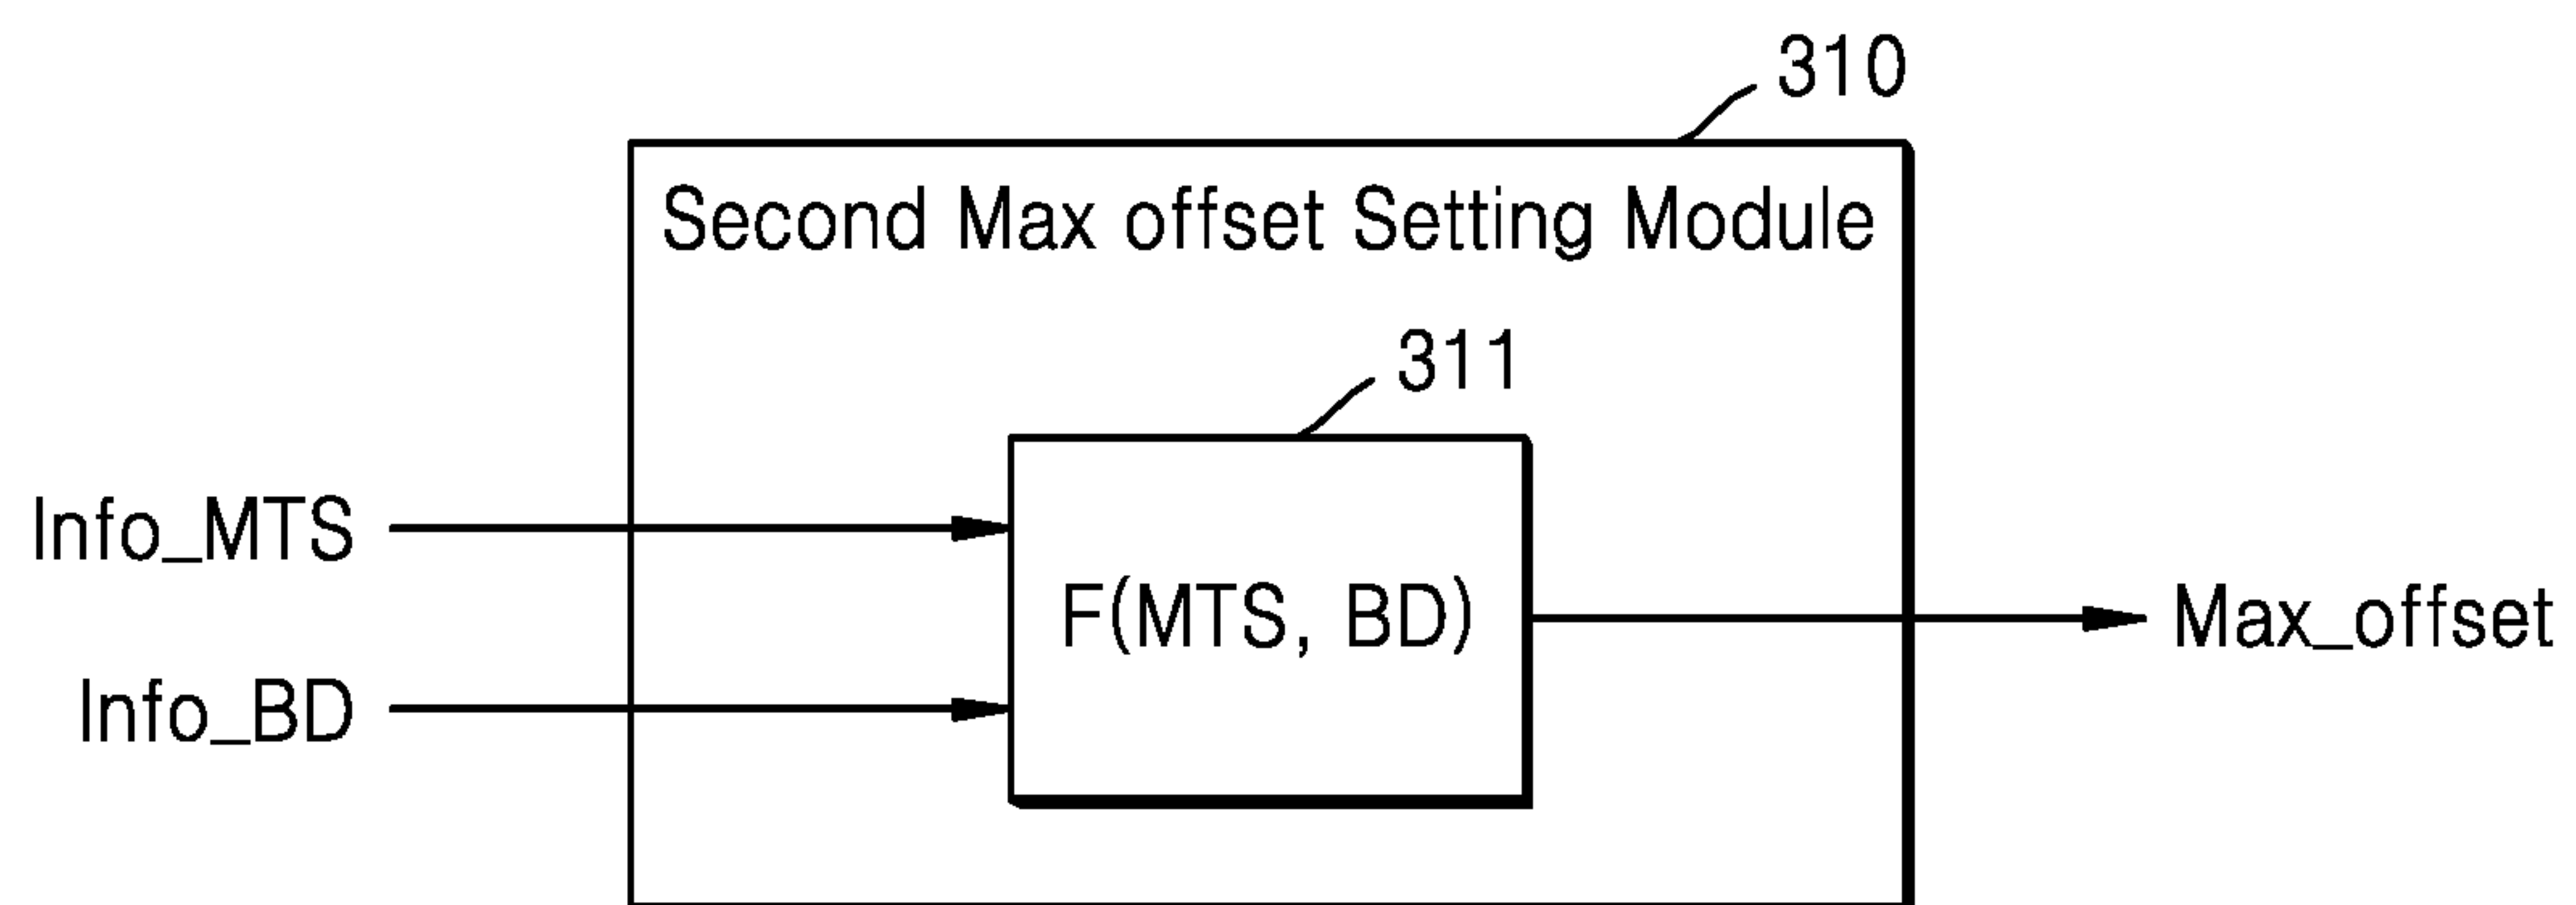 310
Second Max offset Setting Module
311
Info_MTS
F(MTS, BD)
Max_offset
Info_BD